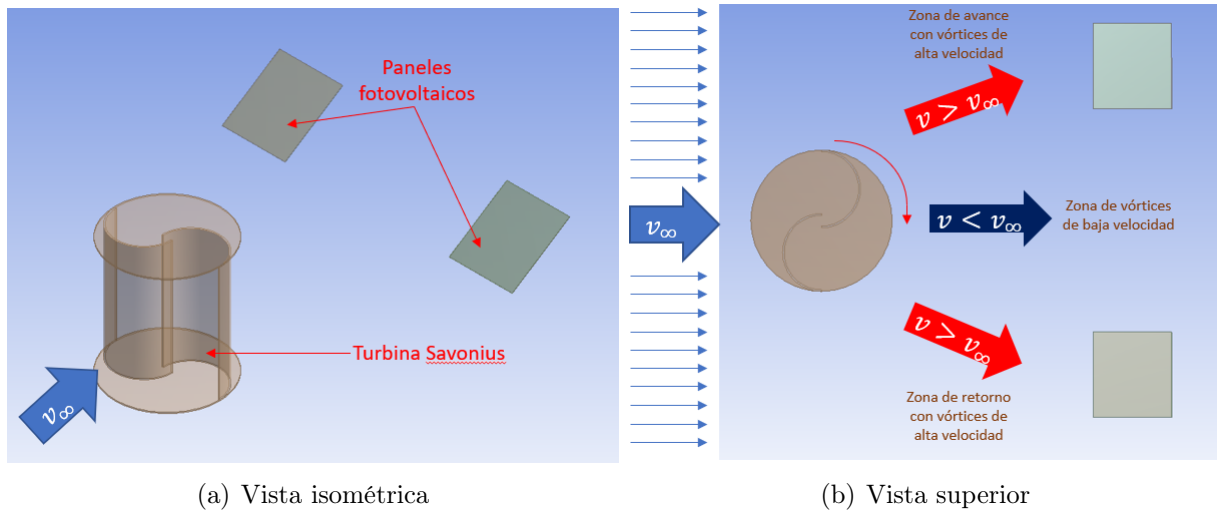 Paneles
fotovoltaicos
Turbina Savonius
v∞
(a) Vista isométrica
v∞
Zona de avance
con vórtices de
alta velocidad
v > v∞
v < v∞
Zona de vórtices
de baja velocidad
v > v∞
Zona de retorno
con vórtices de
alta velocidad
(b) Vista superior